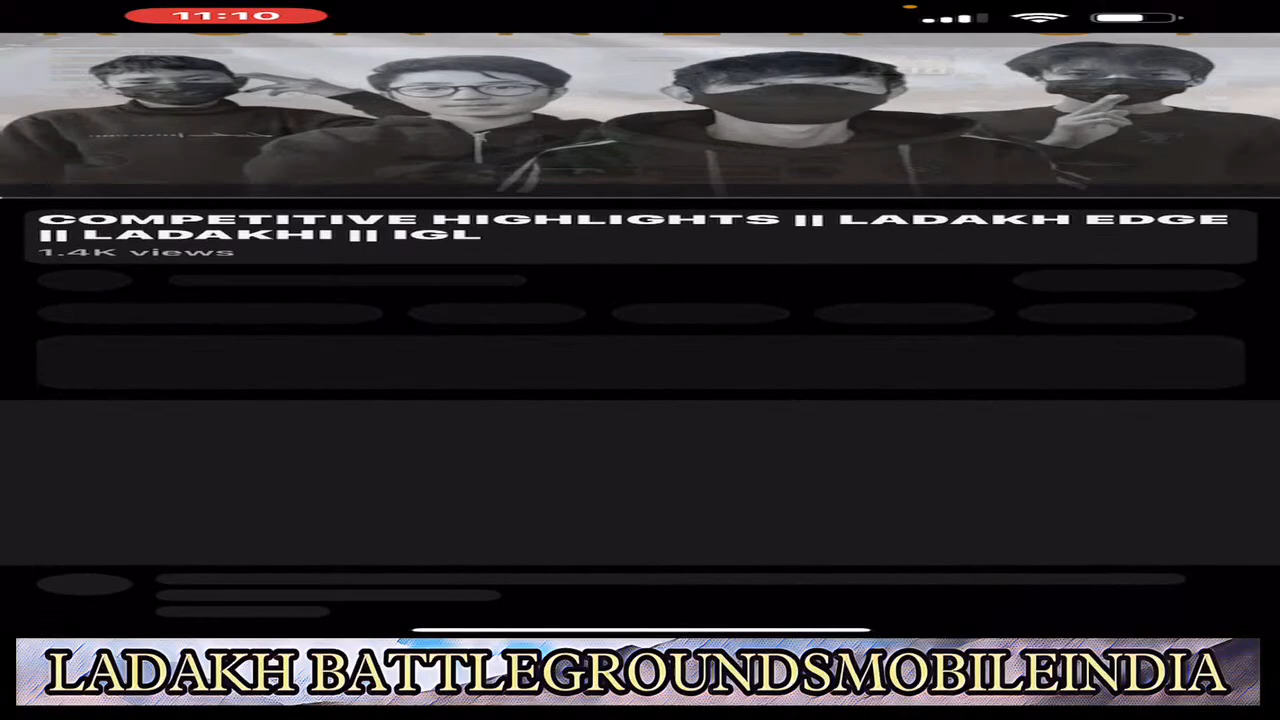 11:10
COMPETITIVE HIGHLIGHTS || LADAKH EDGE
|| LADAKHI || IGL
1.4K views
LADAKH BATTLEGROUNDSMOBILEINDIA